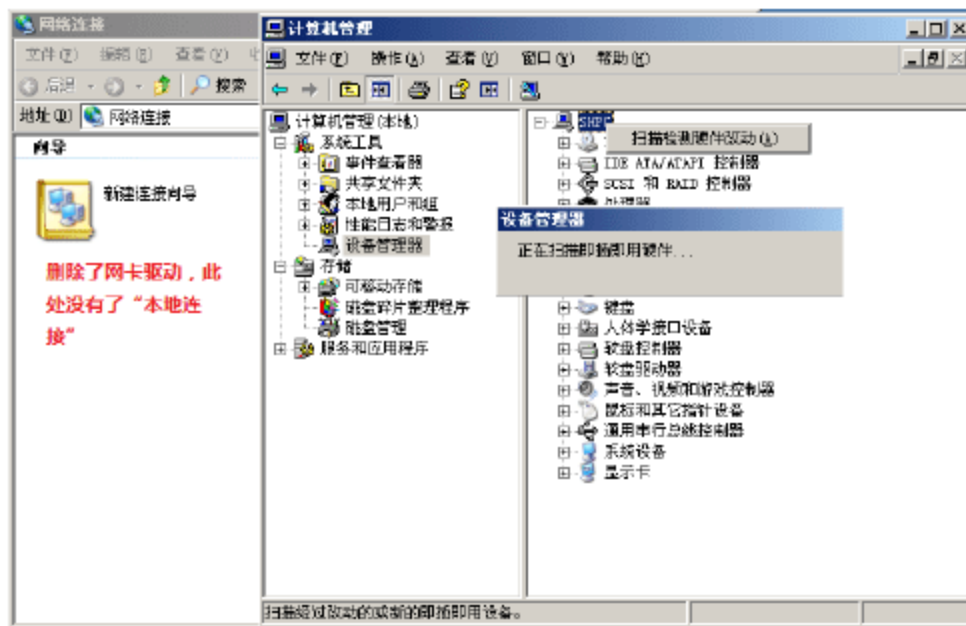 网络连接
文件(F) 编辑(E) 查看(V)
后退 搜索
地址(D) 网络连接
向导
新建连接向导
删除了网卡驱动，此
处没有了“本地连
接”
计算机管理
文件(F) 操作(A) 查看(V) 窗口(W) 帮助(H)
计算机管理(本地)
系统工具
事件查看器
共享文件夹
本地用户和组
性能日志和警报
设备管理器
存储
可移动存储
磁盘碎片整理程序
磁盘管理
服务和应用程序
扫描检测硬件改动(A)
IDE ATA/ATAPI 控制器
SCSI 和 RAID 控制器
处理器
设备管理器
正在扫描即插即用硬件...
键盘
人体学接口设备
软盘控制器
软盘驱动器
声音、视频和游戏控制器
鼠标和其它指针设备
通用串行总线控制器
系统设备
显示卡
扫描经过改动的或新的即插即用设备。